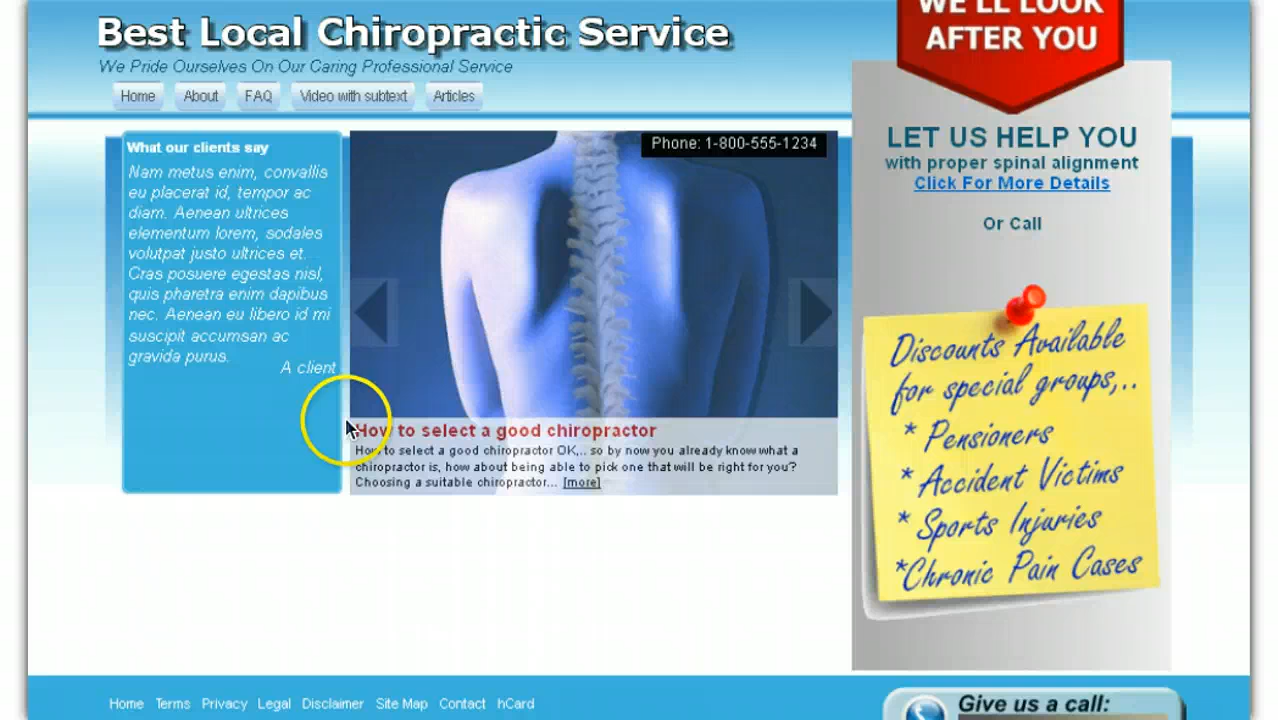 Best Local Chiropractic Service
We Pride Ourselves On Our Caring Professional Service
Home About FAQ Video with subtext Articles
What our clients say
Nam metus enim, convallis
eu placerat id, tempor ac
diam. Aenean ultrices
elementum lorem, sodales
volutpat justo ultrices et.
Cras posuere egestas nisl,
quis pharetra enim dapibus
nec. Aenean eu libero id mi
suscipit accumsan ac
gravida purus.
A client
Phone: 1-800-555-1234
How to select a good chiropractor
How to select a good chiropractor OK,.. so by now you already know what a
chiropractor is, how about being able to pick one that will be right for you?
Choosing a suitable chiropractor... [more]
WE'LL LOOK
AFTER YOU
LET US HELP YOU
with proper spinal alignment
Click For More Details
Or Call
Discounts Available
for special groups,..
* Pensioners
* Accident Victims
* Sports Injuries
*Chronic Pain Cases
Home Terms Privacy Legal Disclaimer Site Map Contact hCard
Give us a call: